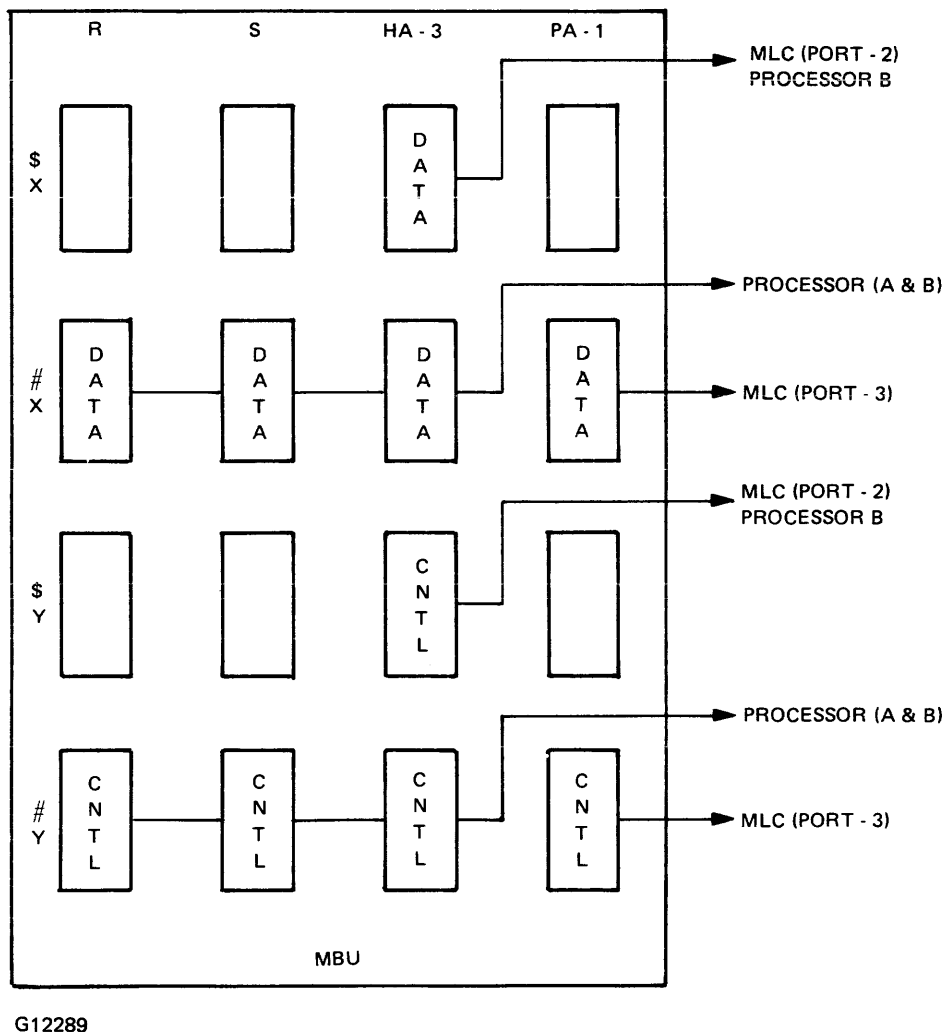 R S HA - 3 PA - 1
MLC (PORT - 2)
PROCESSOR B
$
X
D
A
T
A
PROCESSOR (A & B)
#
X
D
A
T
A
D
A
T
A
D
A
T
A
D
A
T
A
MLC (PORT - 3)
MLC (PORT - 2)
PROCESSOR B
$
Y
C
N
T
L
PROCESSOR (A & B)
#
Y
C
N
T
L
C
N
T
L
C
N
T
L
C
N
T
L
MLC (PORT - 3)
MBU
G12289